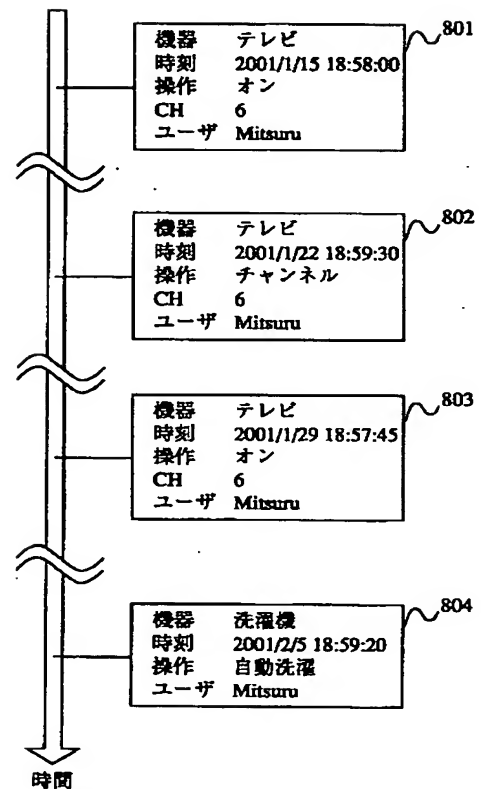 801
機器 テレビ
時刻 2001/1/15 18:58:00
操作 オン
CH 6
ユーザ Mitsuru
802
機器 テレビ
時刻 2001/1/22 18:59:30
操作 チャンネル
CH 6
ユーザ Mitsuru
803
機器 テレビ
時刻 2001/1/29 18:57:45
操作 オン
CH 6
ユーザ Mitsuru
804
機器 洗濯機
時刻 2001/2/5 18:59:20
操作 自動洗濯
ユーザ Mitsuru
時間